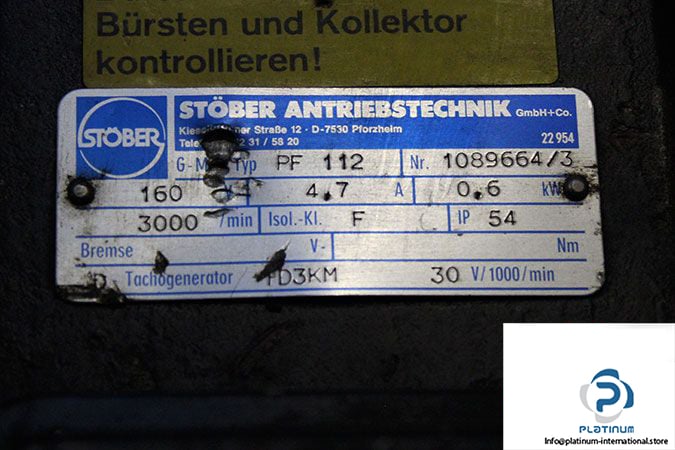 Bürsten und Kollektor
kontrollieren!
STÖBER
STÖBER ANTRIEBSTECHNIK GmbH+Co.
Straße 12 · D-7530 Pforzheim
22 954
31 / 58 20
Typ PF 112 Nr. 1089664/3
160 V 4,7 A 0,6 kW
3000 /min Isol.-Kl. F IP 54
Bremse V- Nm
Tachogenerator TD3KM 30 V/1000/min
PLATINUM
Info@platinum-international.store